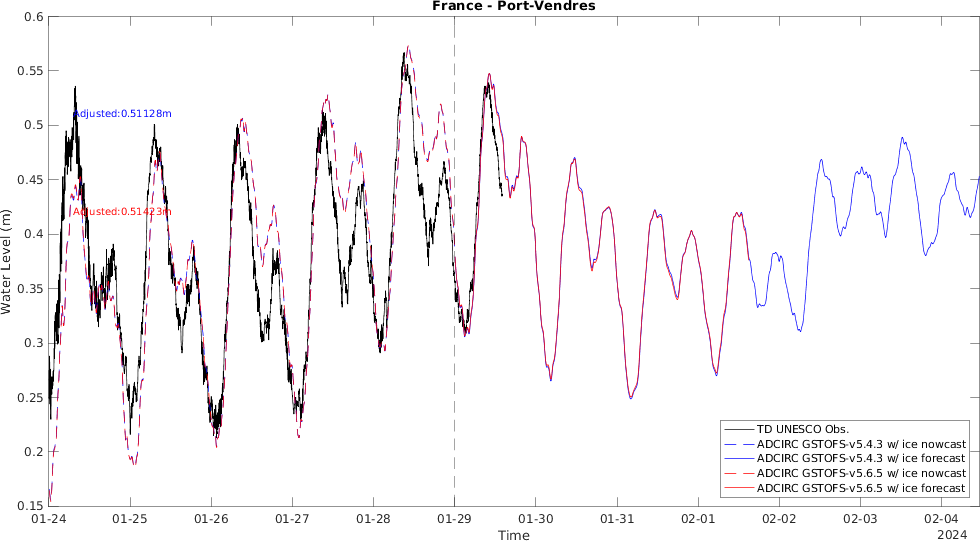 France - Port-Vendres
0.6
0.55
0.5
0.45
0.4
0.35
0.3
0.25
0.2
0.15
Water Level (m)
Adjusted:0.51128m
Adjusted:0.51423m
TD UNESCO Obs.
ADCIRC GSTOFS-v5.4.3 w/ ice nowcast
ADCIRC GSTOFS-v5.4.3 w/ ice forecast
ADCIRC GSTOFS-v5.6.5 w/ ice nowcast
ADCIRC GSTOFS-v5.6.5 w/ ice forecast
01-24 01-25 01-26 01-27 01-28 01-29 01-30 01-31 02-01 02-02 02-03 02-04
Time
2024